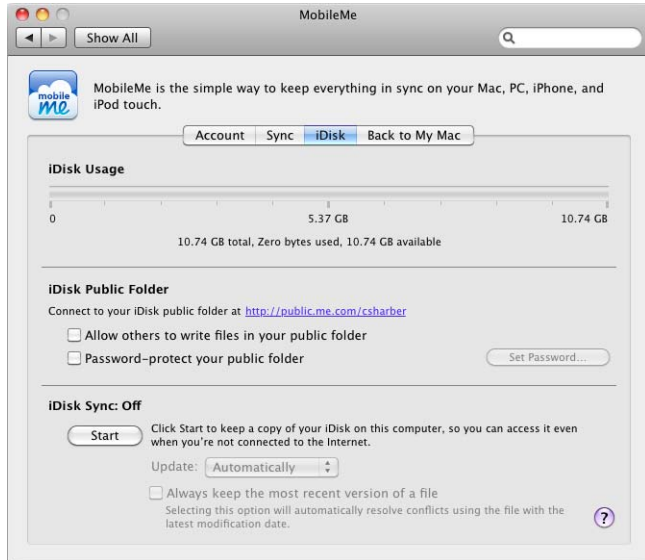 MobileMe
Show All
mobile
me
MobileMe is the simple way to keep everything in sync on your Mac, PC, iPhone, and
iPod touch.
Account Sync iDisk Back to My Mac
iDisk Usage
0 5.37 GB 10.74 GB
10.74 GB total, Zero bytes used, 10.74 GB available
iDisk Public Folder
Connect to your iDisk public folder at http://public.me.com/csharber
Allow others to write files in your public folder
Password-protect your public folder
Set Password...
iDisk Sync: Off
Start
Click Start to keep a copy of your iDisk on this computer, so you can access it even
when you're not connected to the Internet.
Update: Automatically
Always keep the most recent version of a file
Selecting this option will automatically resolve conflicts using the file with the
latest modification date.
?